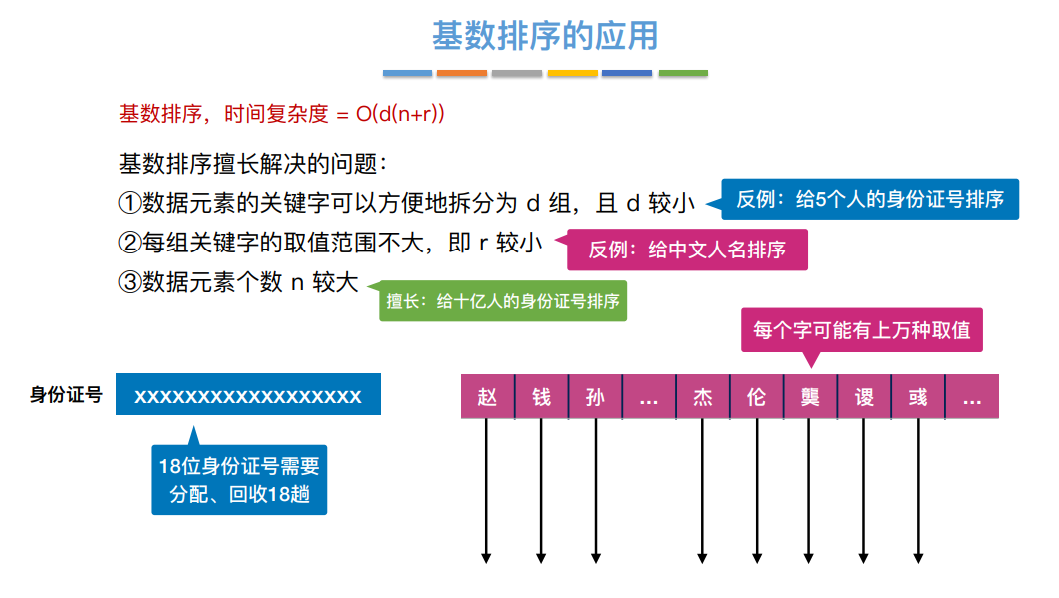 基数排序的应用
基数排序，时间复杂度 = O(d(n+r))
基数排序擅长解决的问题：
①数据元素的关键字可以方便地拆分为 d 组，且 d 较小
反例：给5个人的身份证号排序
②每组关键字的取值范围不大，即 r 较小
反例：给中文人名排序
③数据元素个数 n 较大
擅长：给十亿人的身份证号排序
每个字可能有上万种取值
身份证号
xxxxxxxxxxxxxxxxxx
赵 钱 孙 … 杰 伦 龑 谡 彧 …
18位身份证号需要
分配、回收18趟